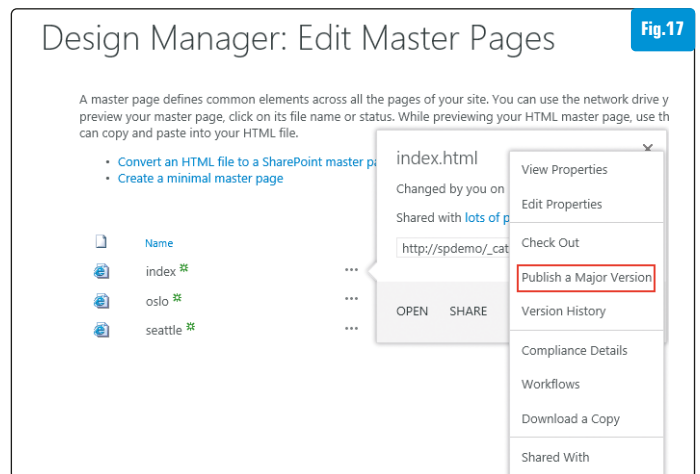 Fig.17
Design Manager: Edit Master Pages
A master page defines common elements across all the pages of your site. You can use the network drive y
preview your master page, click on its file name or status. While previewing your HTML master page, use th
can copy and paste into your HTML file.
• Convert an HTML file to a SharePoint master pa
• Create a minimal master page
Name
index
oslo
seattle
index.html
Changed by you on
Shared with lots of p
http://spdemo/_cat
OPEN SHARE
View Properties
Edit Properties
Check Out
Publish a Major Version
Version History
Compliance Details
Workflows
Download a Copy
Shared With